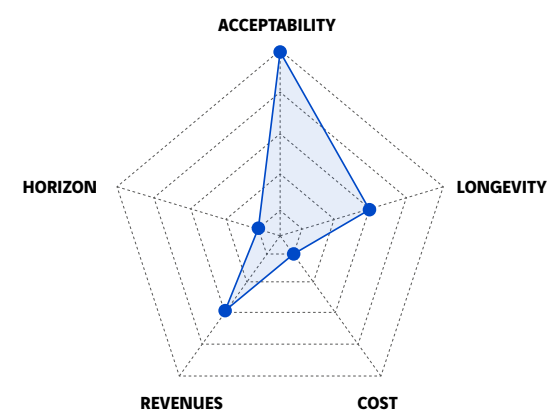 ACCEPTABILITY
HORIZON
LONGEVITY
REVENUES
COST